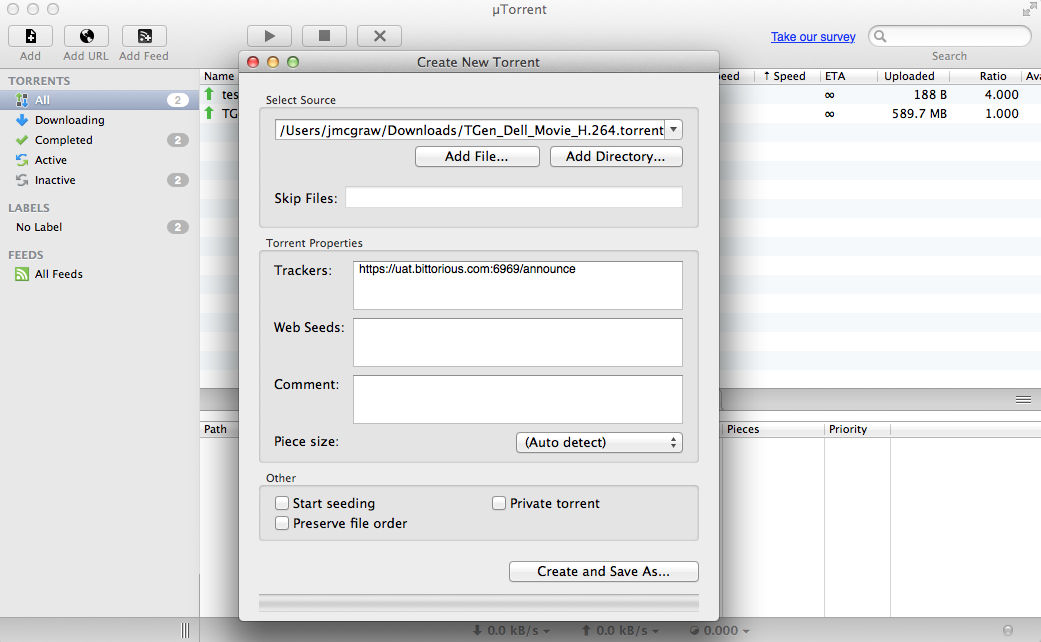 µTorrent
Add
Add URL
Add Feed
Take our survey
Search
TORRENTS
All 2
Downloading
Completed 2
Active
Inactive 2
LABELS
No Label 2
FEEDS
All Feeds
Name
↑ Speed ETA Uploaded Ratio
∞ 188 B 4.000
∞ 589.7 MB 1.000
Create New Torrent
Select Source
/Users/jmcgraw/Downloads/TGen_Dell_Movie_H.264.torrent
Add File... Add Directory...
Skip Files:
Torrent Properties
Trackers: https://uat.bittorious.com:6969/announce
Web Seeds:
Comment:
Piece size: (Auto detect)
Other
Start seeding Private torrent
Preserve file order
Create and Save As...
Path Pieces Priority
0.0 kB/s 0.0 kB/s 0.000